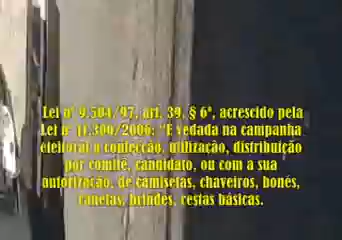 Lei nº 9.504/97, art. 39, § 6º, acrescido pela
Lei nº 11.300/2006: "É vedada na campanha
eleitoral a confecção, utilização, distribuição
por comitê, candidato, ou com a sua
autorização, de camisetas, chaveiros, bonés,
canetas, brindes, cestas básicas.